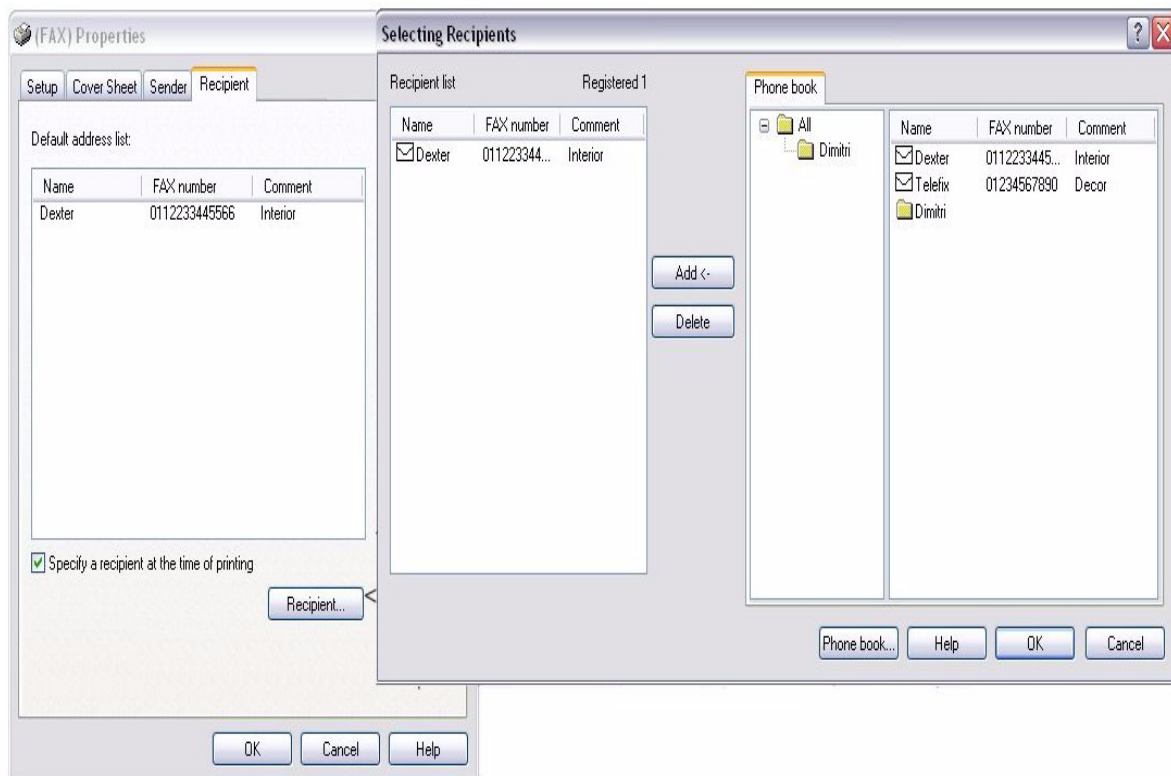 (FAX) Properties
Setup Cover Sheet Sender Recipient
Default address list:
Name FAX number Comment
Dexter 0112233445566 Interior
Specify a recipient at the time of printing
Recipient...
OK Cancel Help
Selecting Recipients
Recipient list Registered 1
Name FAX number Comment
Dexter 011223344... Interior
Add <-
Delete
Phone book
All
Dimitri
Name FAX number Comment
Dexter 0112233445... Interior
Telefix 01234567890 Decor
Dimitri
Phone book... Help OK Cancel